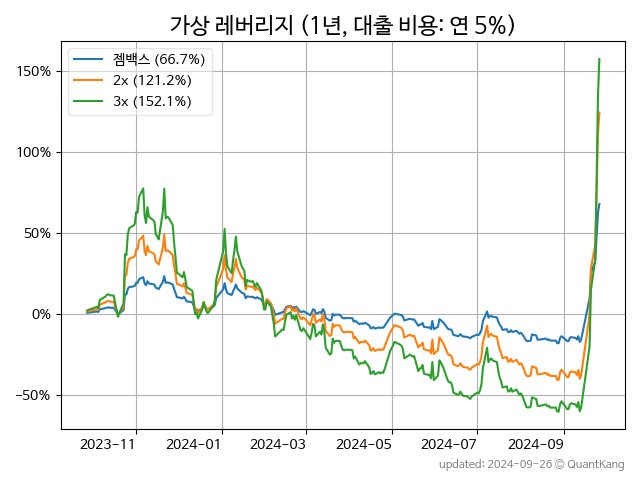 가상 레버리지 (1년, 대출 비용: 연 5%)
젬백스 (66.7%)
2x (121.2%)
3x (152.1%)
150%
100%
50%
0%
−50%
2023-11
2024-01
2024-03
2024-05
2024-07
2024-09
updated: 2024-09-26 © QuantKang